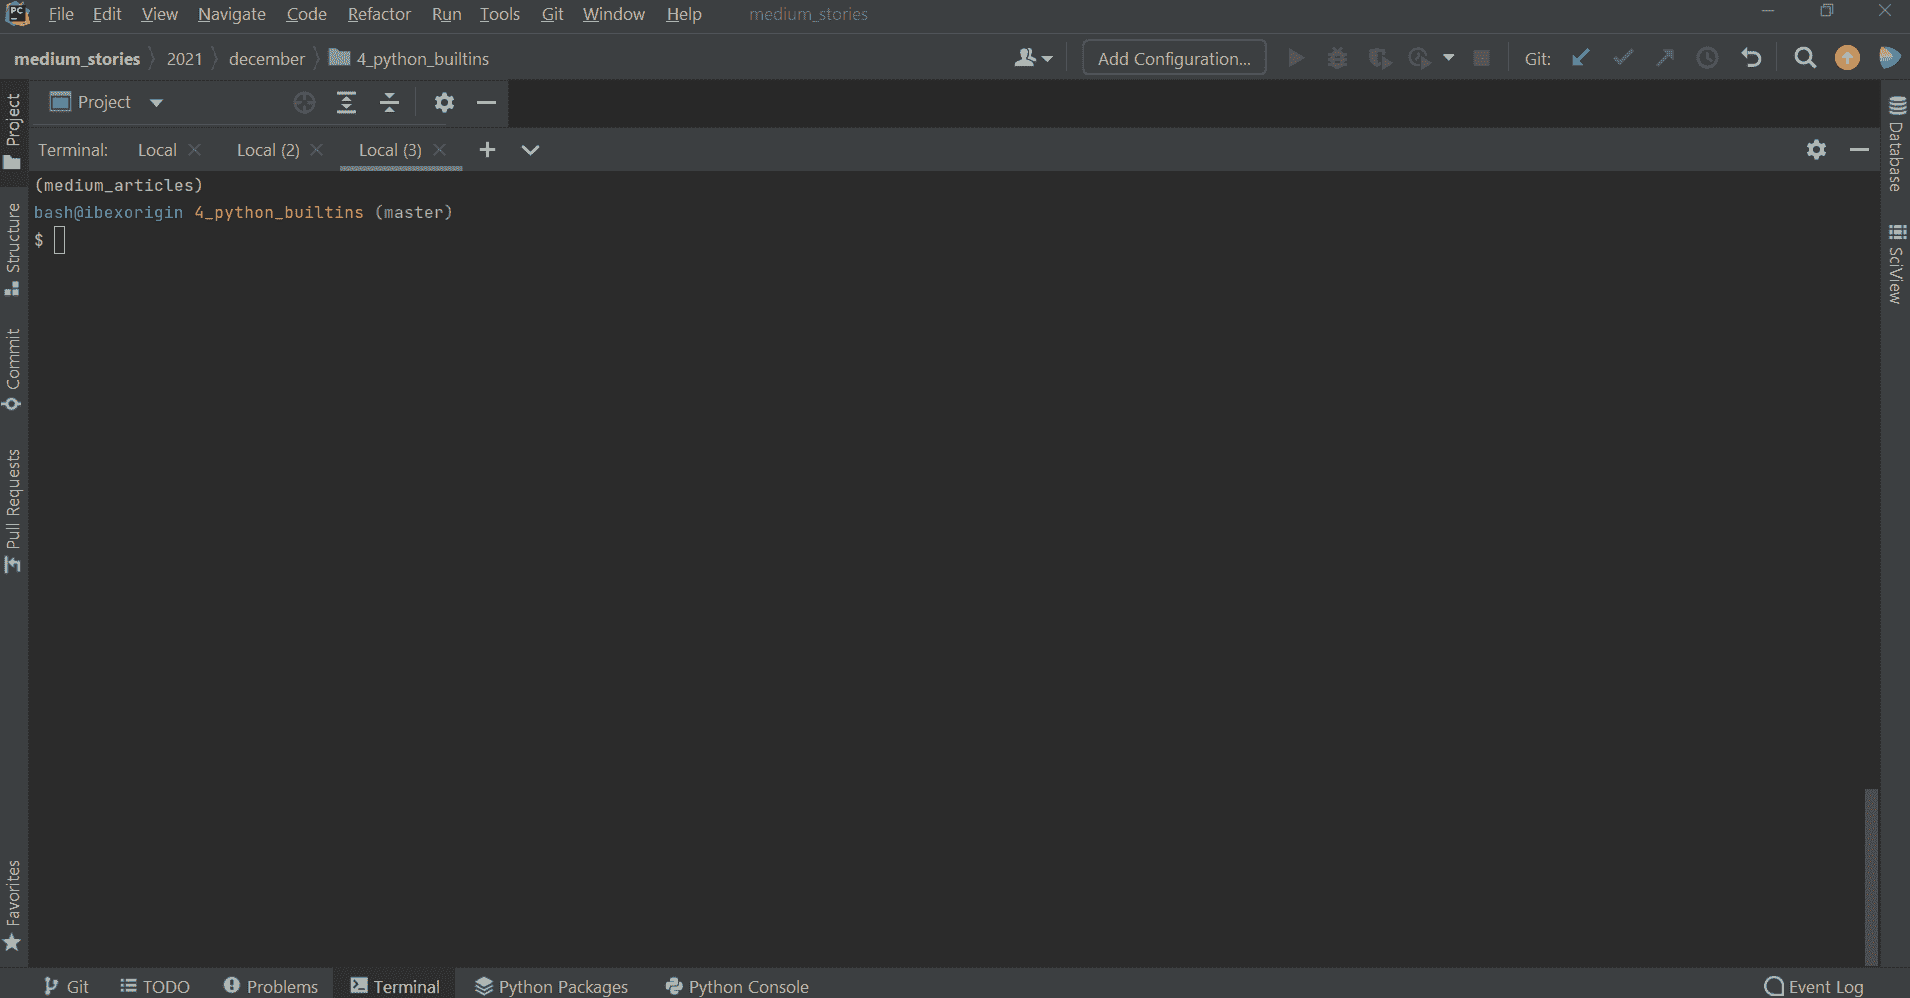 PC File Edit View Navigate Code Refactor Run Tools Git Window Help medium_stories
medium_stories 2021 december 4_python_builtins Add Configuration... Git:
Project
Terminal: Local Local (2) Local (3)
(medium_articles)
bash@ibexorigin 4_python_builtins (master)
$
Project
Structure
Commit
Pull Requests
Favorites
Database
SciView
Git TODO Problems Terminal Python Packages Python Console Event Log